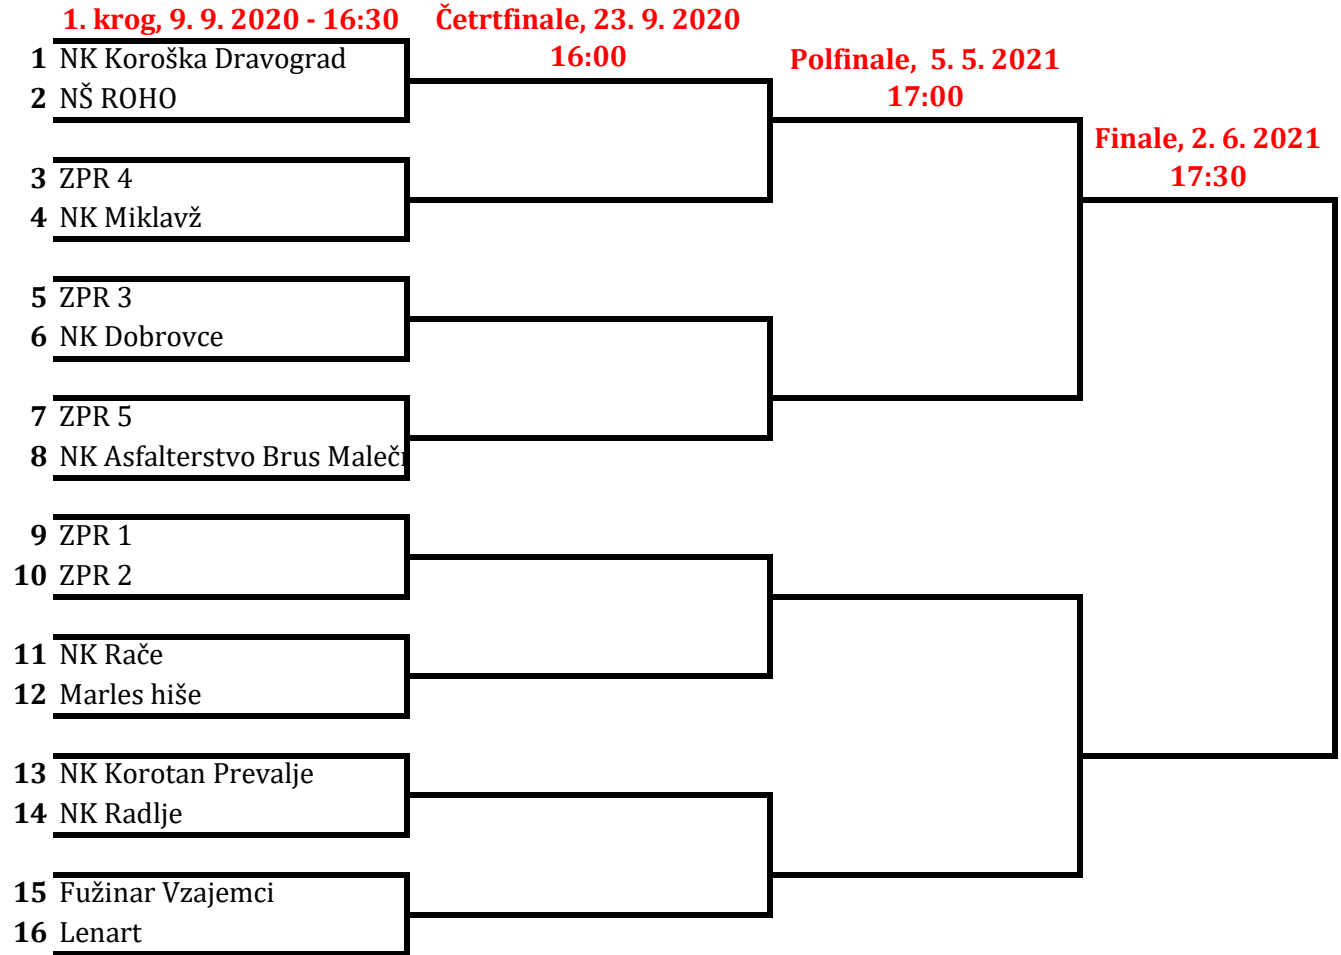 1. krog, 9. 9. 2020 - 16:30
Četrtfinale, 23. 9. 2020
16:00
Polfinale, 5. 5. 2021
17:00
Finale, 2. 6. 2021
17:30
1 NK Koroška Dravograd
2 NŠ ROHO
3 ZPR 4
4 NK Miklavž
5 ZPR 3
6 NK Dobrovce
7 ZPR 5
8 NK Asfalterstvo Brus
9 ZPR 1
10 ZPR 2
11 NK Rače
12 Marles hiše
13 NK Korotan Prevalje
14 NK Radlje
15 Fužinar Vzajemci
16 Lenart